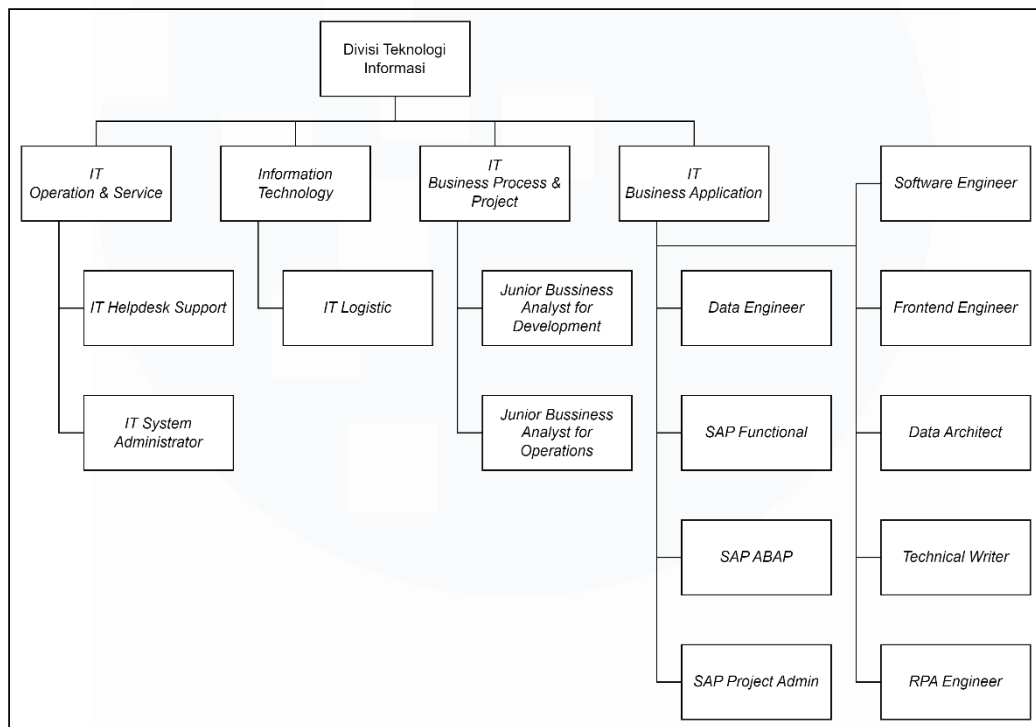 Divisi Teknologi
Informasi
IT
Operation & Service
Information
Technology
IT
Business Process &
Project
IT
Business Application
Software Engineer
IT Helpdesk Support
IT Logistic
Junior Bussiness
Analyst for
Development
Data Engineer
Frontend Engineer
IT System
Administrator
Junior Bussiness
Analyst for
Operations
SAP Functional
Data Architect
SAP ABAP
Technical Writer
SAP Project Admin
RPA Engineer